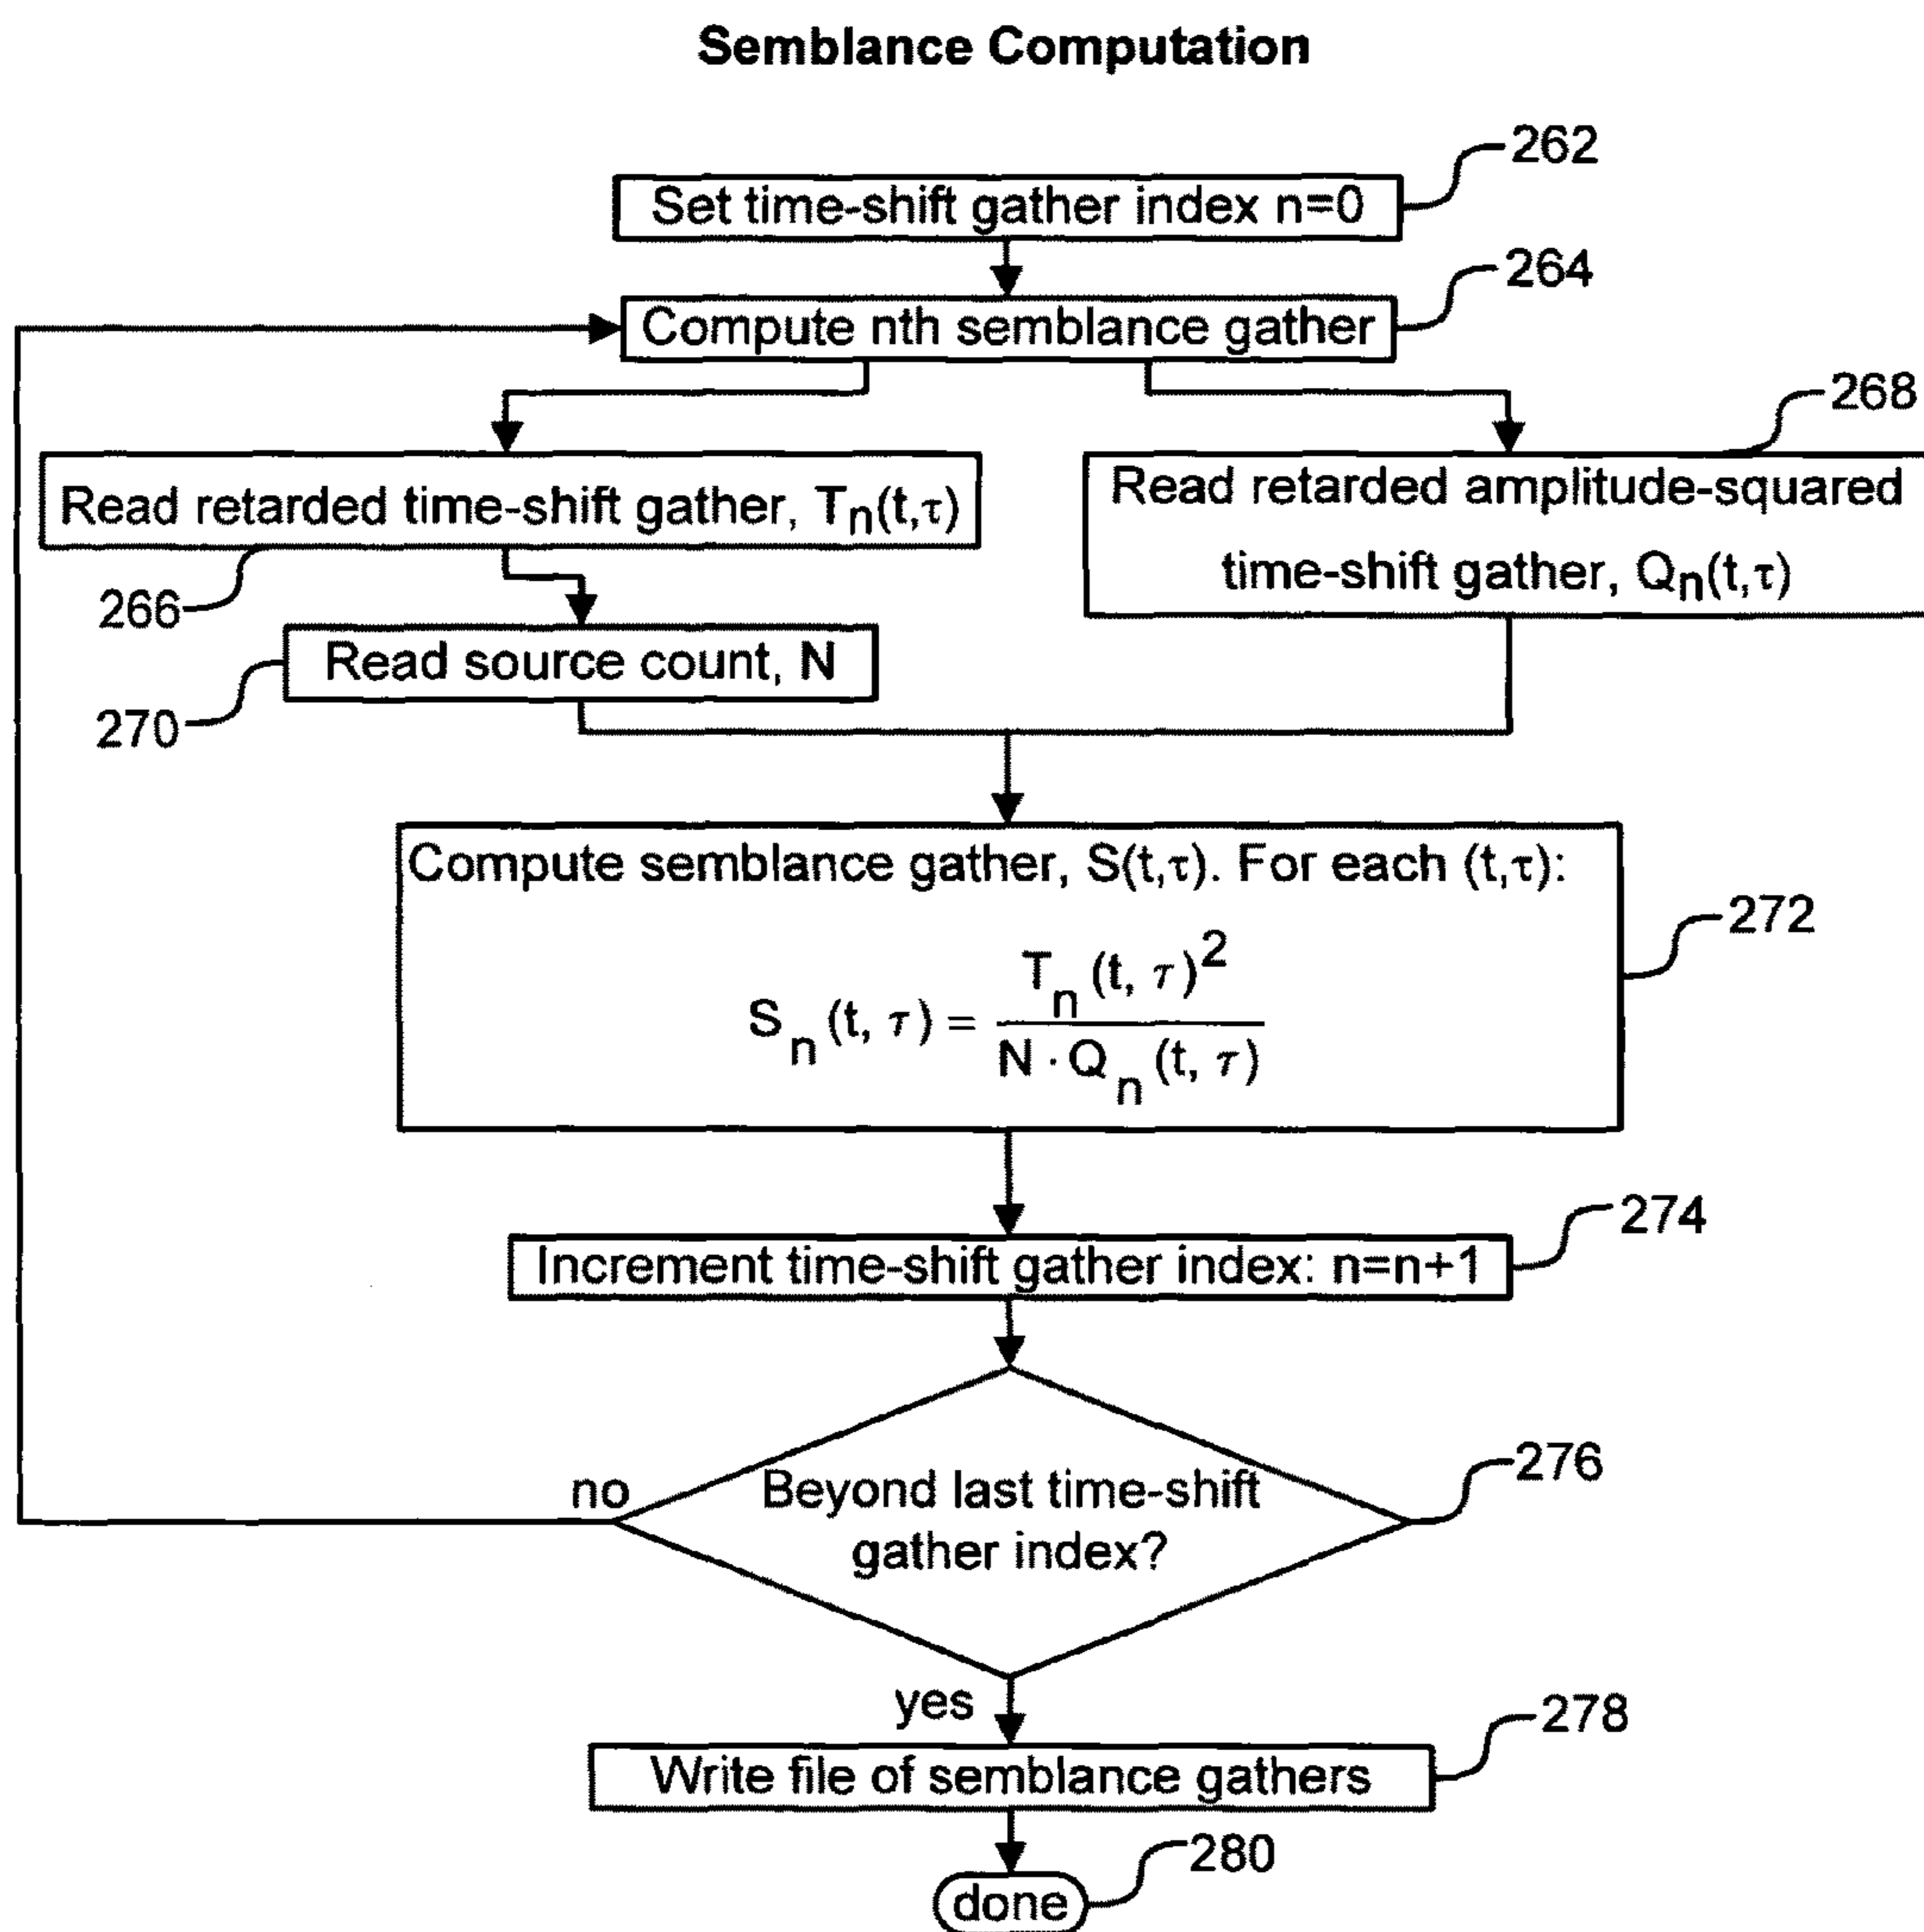 Semblance Computation
262
Set time-shift gather index n=0
264
Compute nth semblance gather
268
Read retarded time-shift gather, Tn(t,τ)
Read retarded amplitude-squared
time-shift gather, Qn(t,τ)
266
Read source count, N
270
Compute semblance gather, S(t,τ). For each (t,τ):
272
S n (t, τ) = T n (t, τ)² / N · Q n (t, τ)
274
Increment time-shift gather index: n=n+1
276
no
Beyond last time-shift
gather index?
yes
278
Write file of semblance gathers
280
done